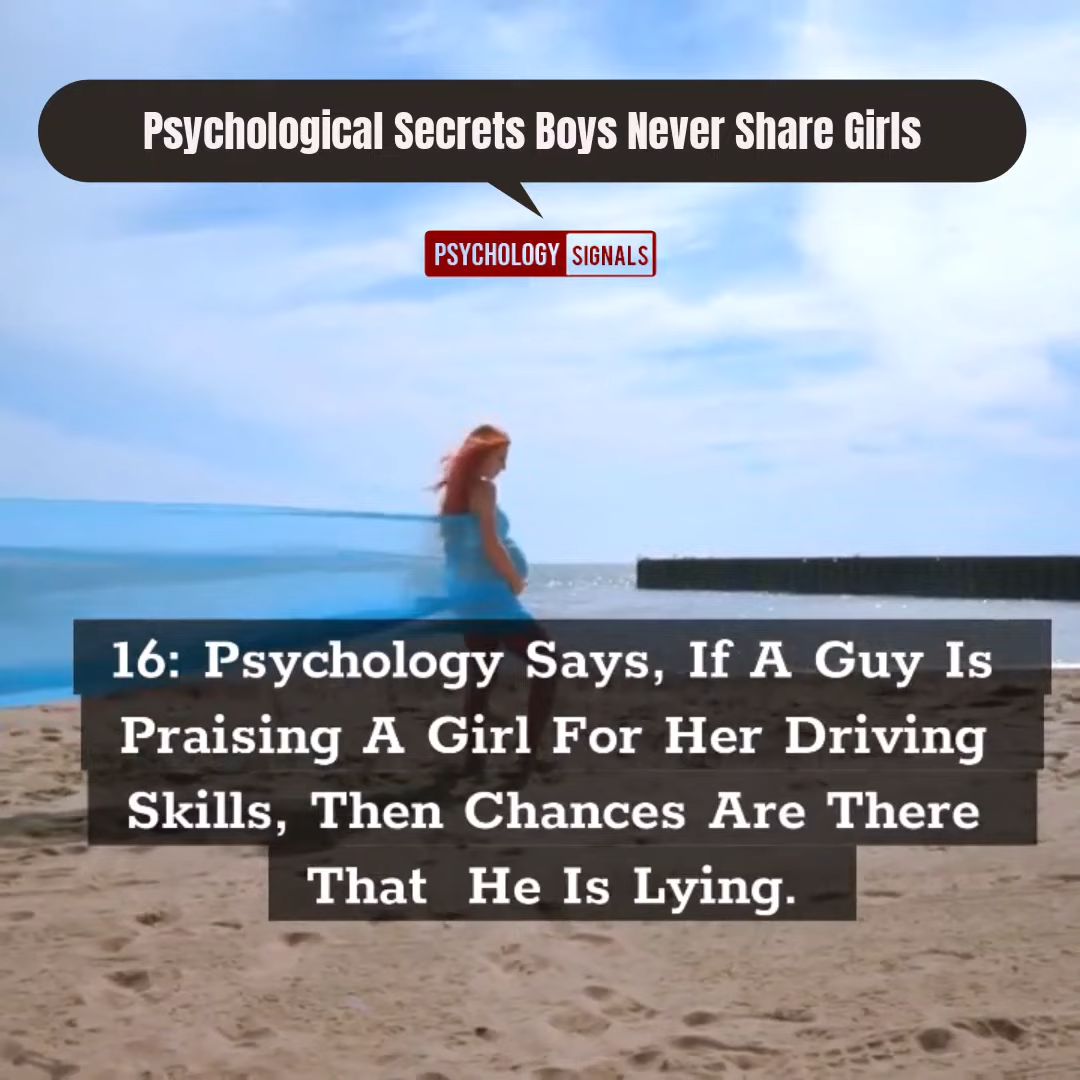 Psychological Secrets Boys Never Share Girls
PSYCHOLOGY SIGNALS
16: Psychology Says, If A Guy Is
Praising A Girl For Her Driving
Skills, Then Chances Are There
That He Is Lying.